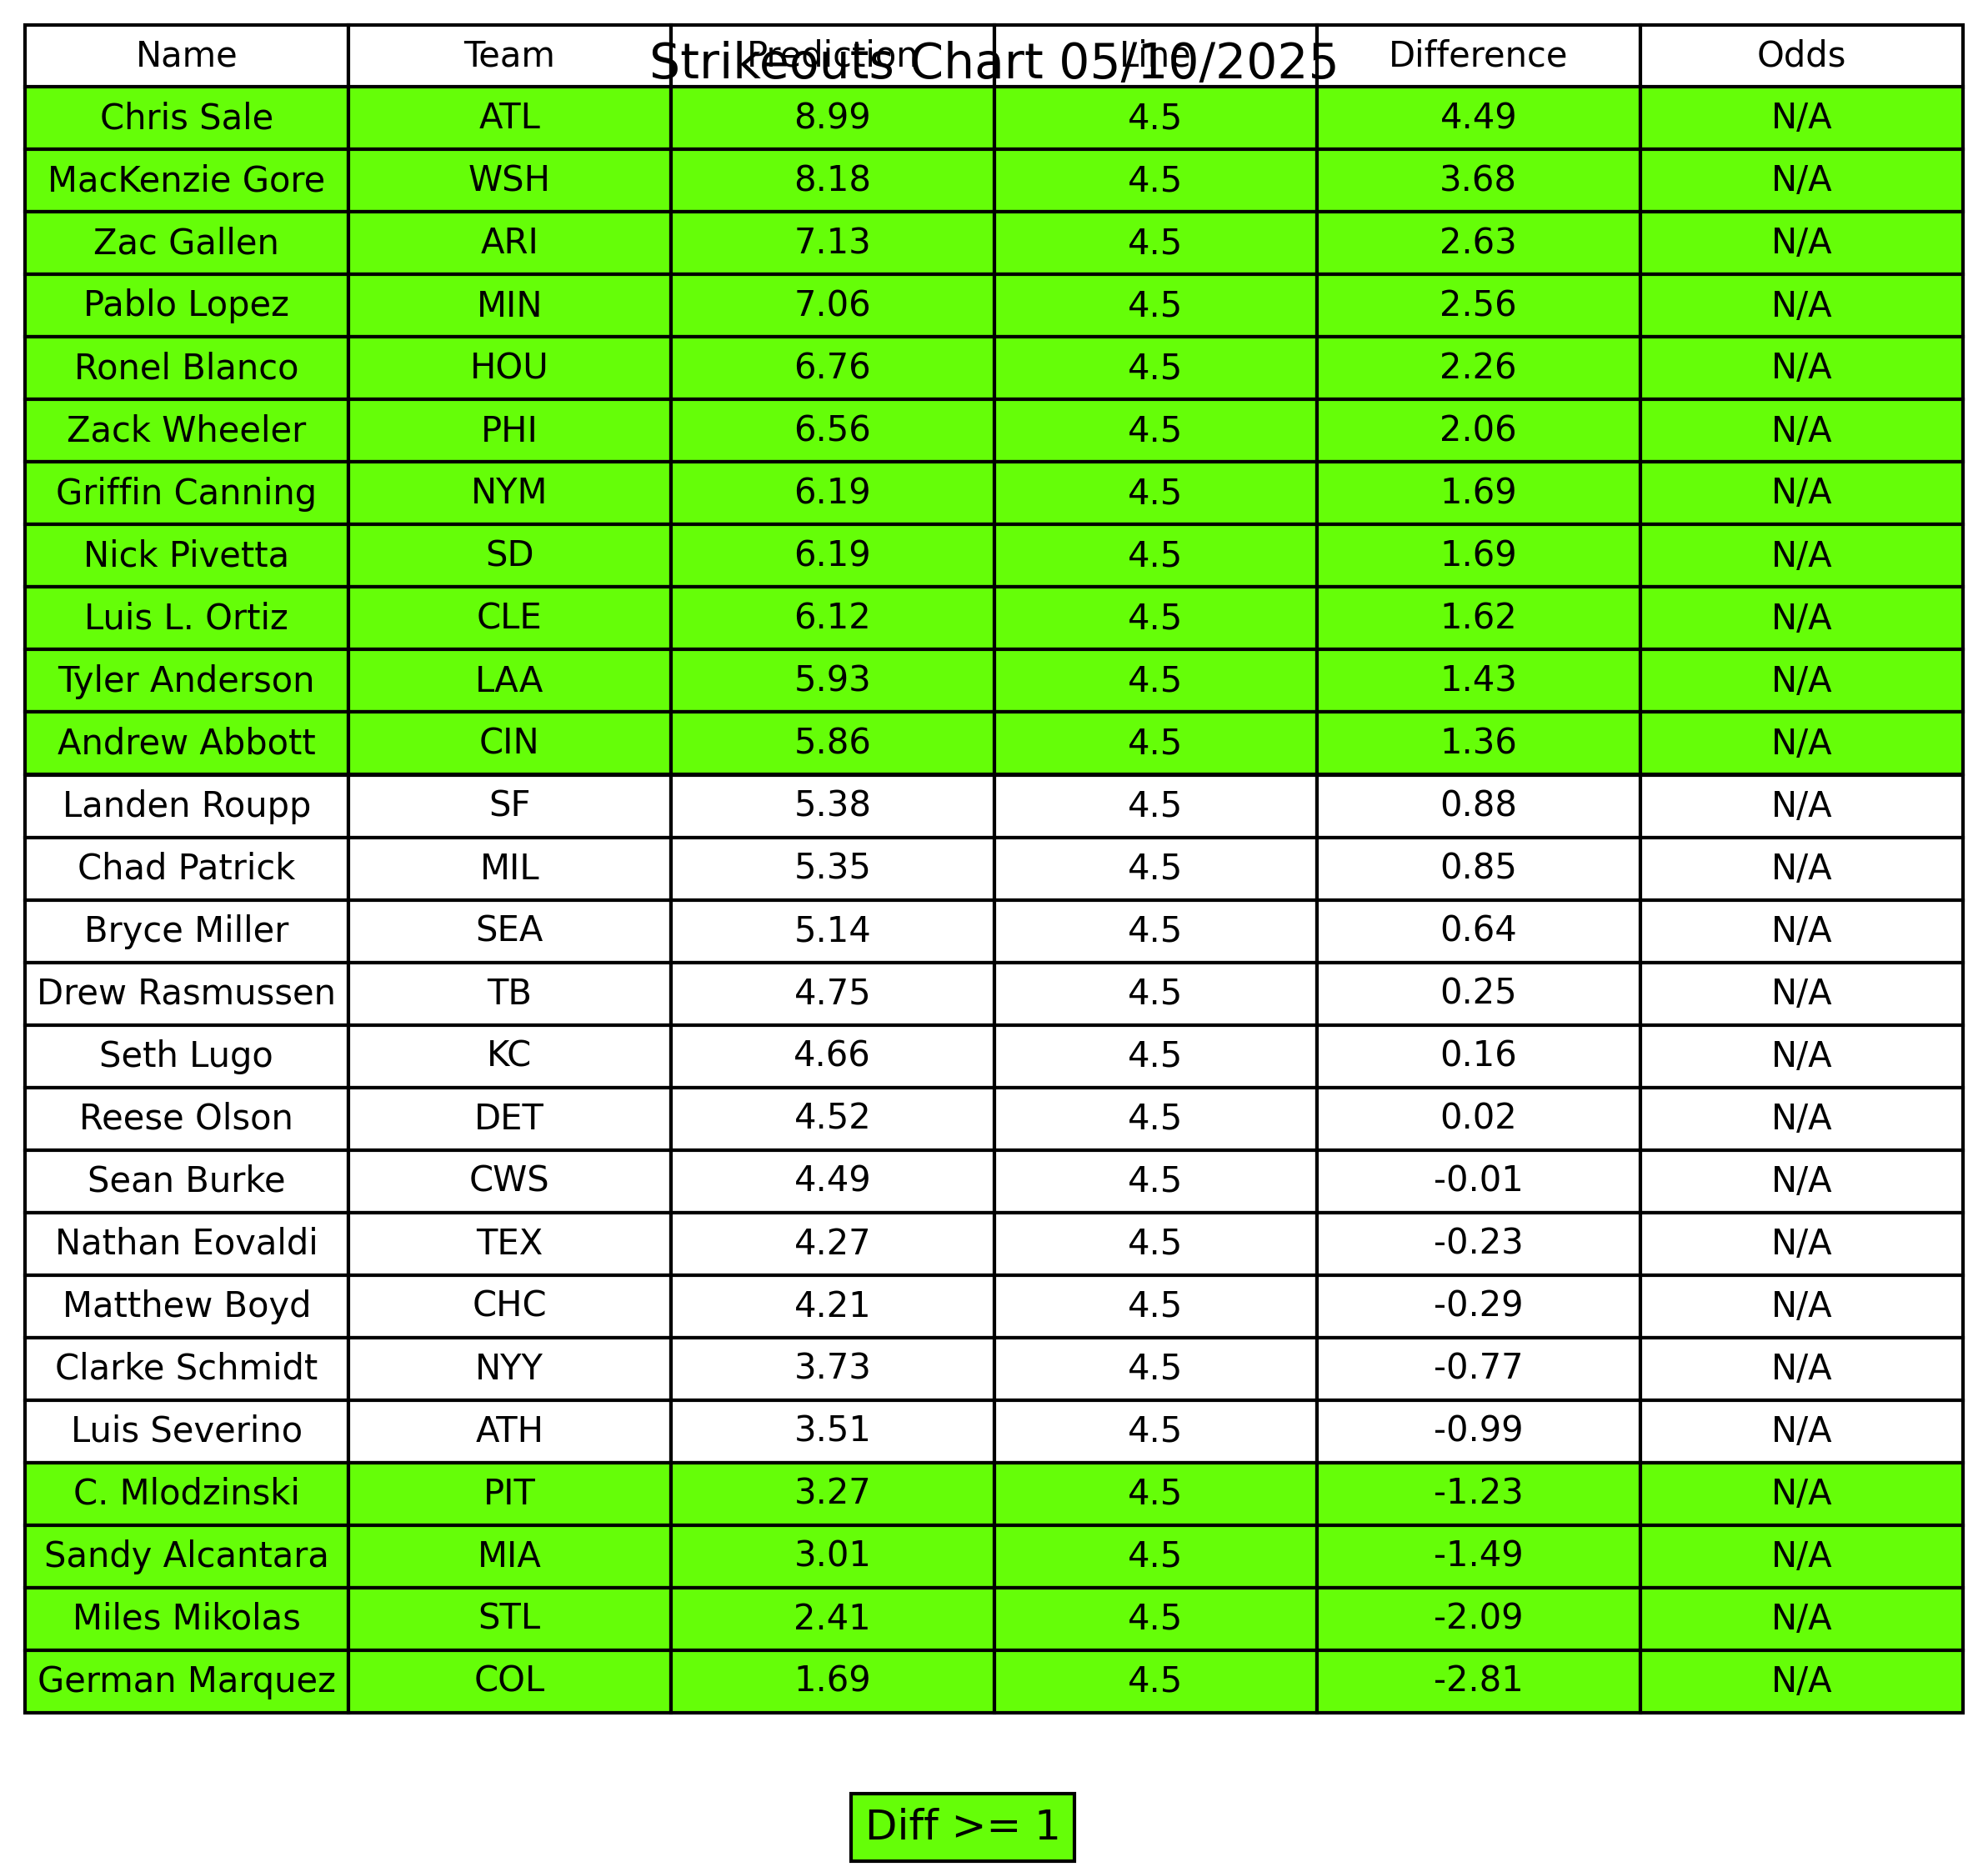 Strikeouts Chart 05/10/2025
Name Team Prediction Line Difference Odds
Chris Sale ATL 8.99 4.5 4.49 N/A
MacKenzie Gore WSH 8.18 4.5 3.68 N/A
Zac Gallen ARI 7.13 4.5 2.63 N/A
Pablo Lopez MIN 7.06 4.5 2.56 N/A
Ronel Blanco HOU 6.76 4.5 2.26 N/A
Zack Wheeler PHI 6.56 4.5 2.06 N/A
Griffin Canning NYM 6.19 4.5 1.69 N/A
Nick Pivetta SD 6.19 4.5 1.69 N/A
Luis L. Ortiz CLE 6.12 4.5 1.62 N/A
Tyler Anderson LAA 5.93 4.5 1.43 N/A
Andrew Abbott CIN 5.86 4.5 1.36 N/A
Landen Roupp SF 5.38 4.5 0.88 N/A
Chad Patrick MIL 5.35 4.5 0.85 N/A
Bryce Miller SEA 5.14 4.5 0.64 N/A
Drew Rasmussen TB 4.75 4.5 0.25 N/A
Seth Lugo KC 4.66 4.5 0.16 N/A
Reese Olson DET 4.52 4.5 0.02 N/A
Sean Burke CWS 4.49 4.5 -0.01 N/A
Nathan Eovaldi TEX 4.27 4.5 -0.23 N/A
Matthew Boyd CHC 4.21 4.5 -0.29 N/A
Clarke Schmidt NYY 3.73 4.5 -0.77 N/A
Luis Severino ATH 3.51 4.5 -0.99 N/A
C. Mlodzinski PIT 3.27 4.5 -1.23 N/A
Sandy Alcantara MIA 3.01 4.5 -1.49 N/A
Miles Mikolas STL 2.41 4.5 -2.09 N/A
German Marquez COL 1.69 4.5 -2.81 N/A
Diff >= 1